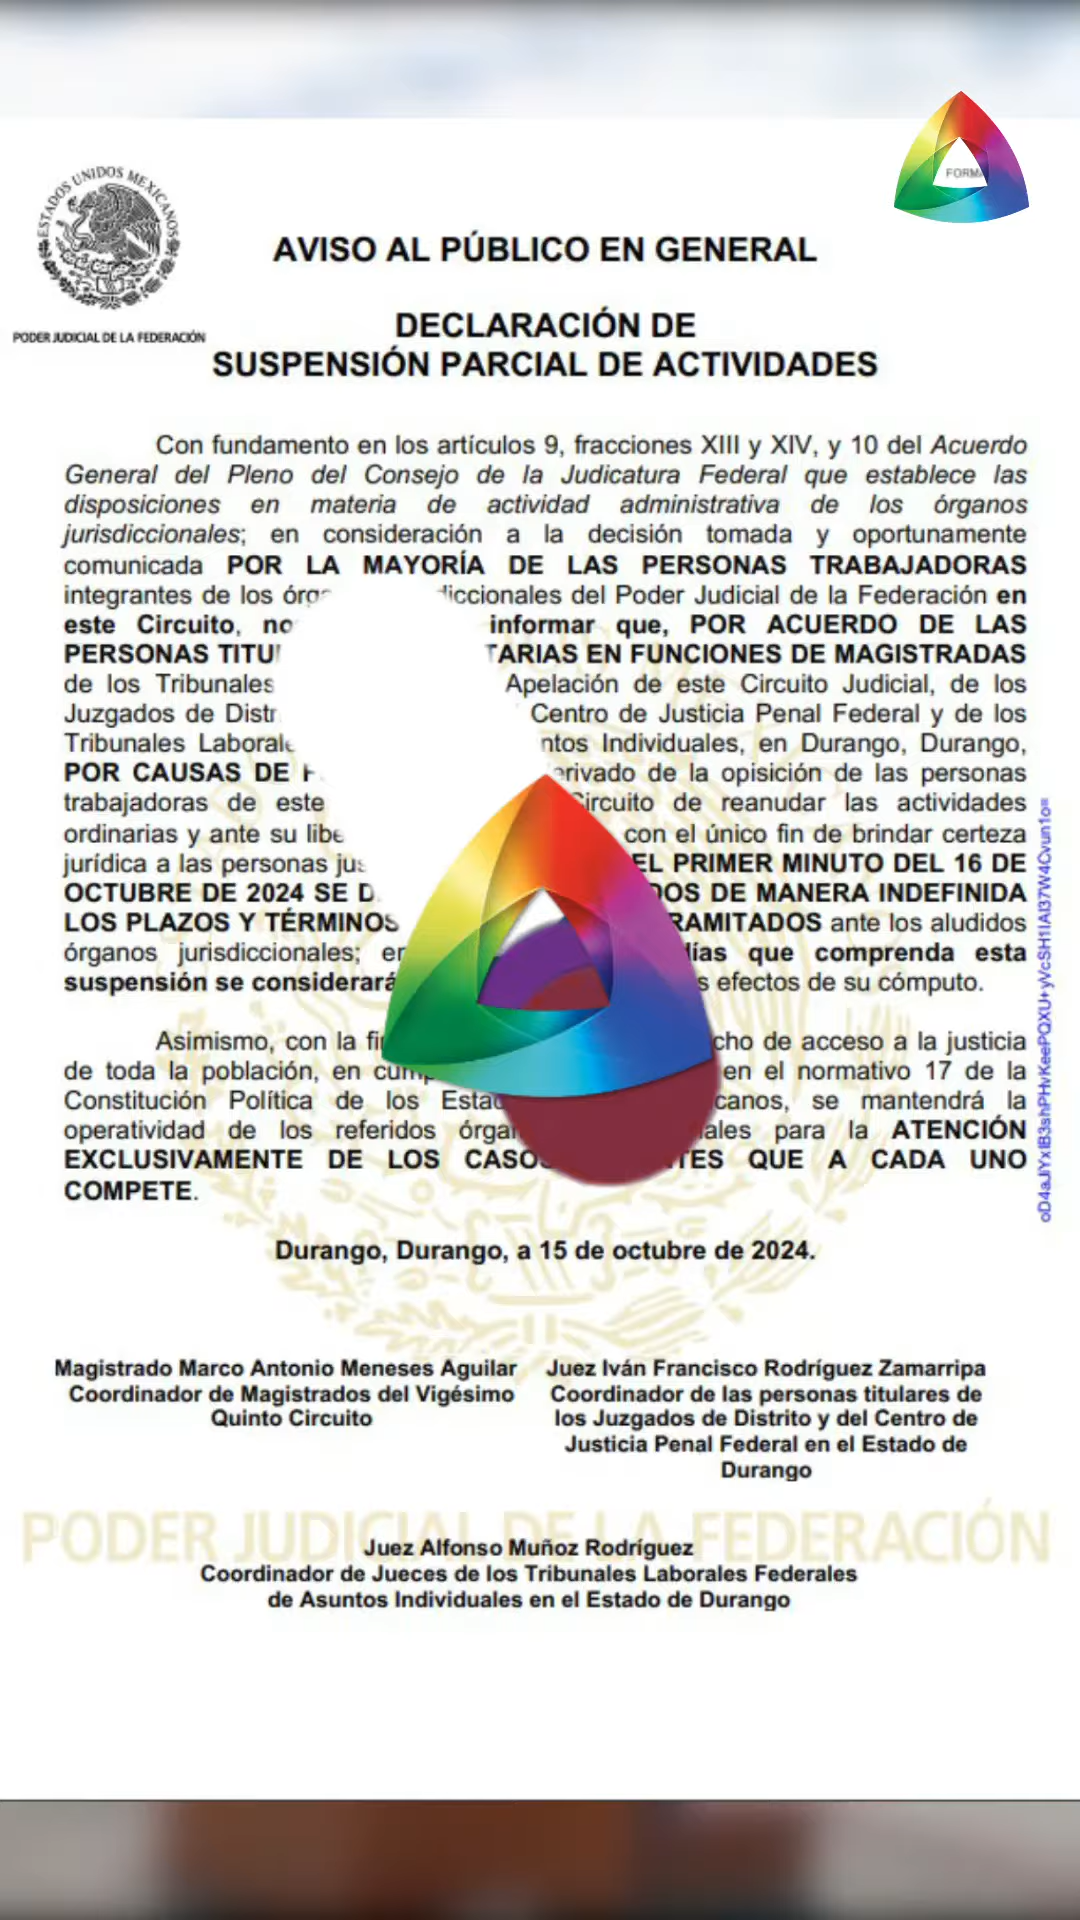 FORMA
ESTADOS UNIDOS MEXICANOS
PODER JUDICIAL DE LA FEDERACIÓN
AVISO AL PÚBLICO EN GENERAL
DECLARACIÓN DE
SUSPENSIÓN PARCIAL DE ACTIVIDADES
Con fundamento en los artículos 9, fracciones XIII y XIV, y 10 del Acuerdo
General del Pleno del Consejo de la Judicatura Federal que establece las
disposiciones en materia de actividad administrativa de los órganos
jurisdiccionales; en consideración a la decisión tomada y oportunamente
comunicada POR LA MAYORÍA DE LAS PERSONAS TRABAJADORAS
integrantes de los diccionales del Poder Judicial de la Federación en
este Circuito, informar que, POR ACUERDO DE LAS
PERSONAS TARIAS EN FUNCIONES DE MAGISTRADAS
de los Tribunales Apelación de este Circuito Judicial, de los
Juzgados de Centro de Justicia Penal Federal y de los
Tribunales ntos Individuales, en Durango, Durango,
POR CAUSAS DE erivado de la opisición de las personas
trabajadoras de este Circuito de reanudar las actividades
ordinarias y ante su con el único fin de brindar certeza
jurídica a las personas EL PRIMER MINUTO DEL 16 DE
OCTUBRE DE 2024 SE DOS DE MANERA INDEFINIDA
LOS PLAZOS Y TÉRMINOS RAMITADOS ante los aludidos
órganos jurisdiccionales; días que comprenda esta
suspensión se considerará s efectos de su cómputo.
Asimismo, con la cho de acceso a la justicia
de toda la población, en en el normativo 17 de la
Constitución Política de los canos, se mantendrá la
operatividad de los referidos ales para la ATENCIÓN
EXCLUSIVAMENTE DE LOS TES QUE A CADA UNO
COMPETE.
Durango, Durango, a 15 de octubre de 2024.
Magistrado Marco Antonio Meneses Aguilar
Coordinador de Magistrados del Vigésimo
Quinto Circuito
Juez Iván Francisco Rodríguez Zamarripa
Coordinador de las personas titulares de
los Juzgados de Distrito y del Centro de
Justicia Penal Federal en el Estado de
Durango
PODER JUDICIAL DE LA FEDERACIÓN
Juez Alfonso Muñoz Rodríguez
Coordinador de Jueces de los Tribunales Laborales Federales
de Asuntos Individuales en el Estado de Durango